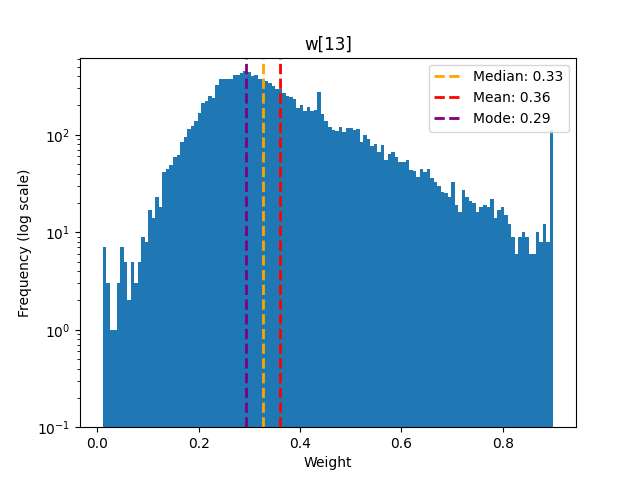 w[13]
Median: 0.33
Mean: 0.36
Mode: 0.29
Frequency (log scale)
10²
10¹
10⁰
10⁻¹
0.0 0.2 0.4 0.6 0.8
Weight